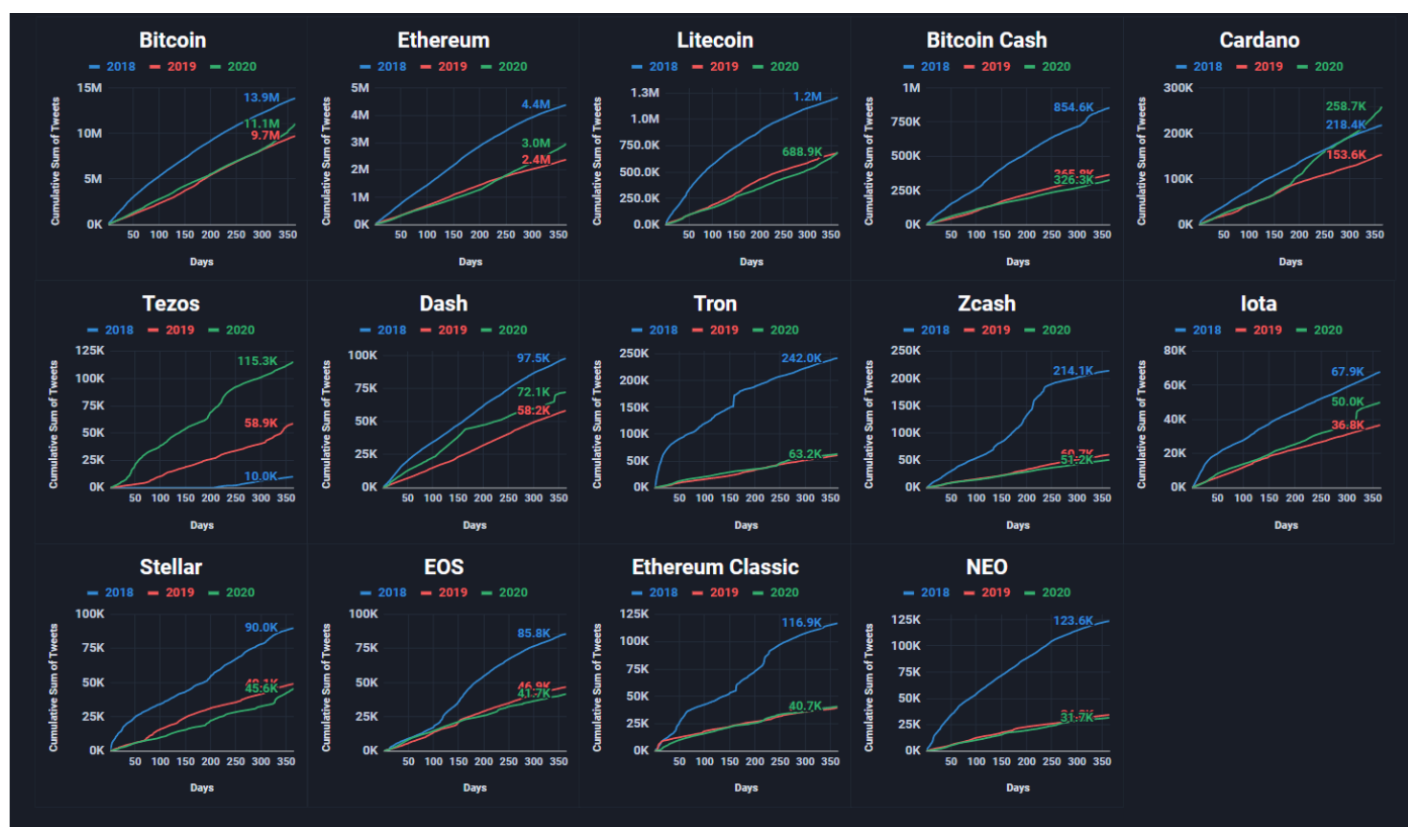 Bitcoin
2018 2019 2020
Cumulative Sum of Tweets
15M
10M
5M
0K
13.9M
11.1M
9.7M
50 100 150 200 250 300 350
Days
Ethereum
2018 2019 2020
Cumulative Sum of Tweets
5M
4M
3M
2M
1M
0K
4.4M
3.0M
2.4M
50 100 150 200 250 300 350
Days
Litecoin
2018 2019 2020
Cumulative Sum of Tweets
1.3M
1.0M
750.0K
500.0K
250.0K
0.0K
1.2M
688.9K
50 100 150 200 250 300 350
Days
Bitcoin Cash
2018 2019 2020
Cumulative Sum of Tweets
1M
750K
500K
250K
0K
854.6K
326.3K
50 100 150 200 250 300 350
Days
Cardano
2018 2019 2020
Cumulative Sum of Tweets
300K
200K
100K
0K
258.7K
218.4K
153.6K
50 100 150 200 250 300 350
Days
Tezos
2018 2019 2020
Cumulative Sum of Tweets
125K
100K
75K
50K
25K
0K
115.3K
58.9K
10.0K
50 100 150 200 250 300 350
Days
Dash
2018 2019 2020
Cumulative Sum of Tweets
100K
75K
50K
25K
0K
97.5K
72.1K
58.2K
50 100 150 200 250 300 350
Days
Tron
2018 2019 2020
Cumulative Sum of Tweets
250K
200K
150K
100K
50K
0K
242.0K
63.2K
50 100 150 200 250 300 350
Days
Zcash
2018 2019 2020
Cumulative Sum of Tweets
250K
200K
150K
100K
50K
0K
214.1K
51.2K
50 100 150 200 250 300 350
Days
Iota
2018 2019 2020
Cumulative Sum of Tweets
80K
60K
40K
20K
0K
67.9K
50.0K
36.8K
50 100 150 200 250 300 350
Days
Stellar
2018 2019 2020
Cumulative Sum of Tweets
100K
75K
50K
25K
0K
90.0K
45.6K
50 100 150 200 250 300 350
Days
EOS
2018 2019 2020
Cumulative Sum of Tweets
100K
75K
50K
25K
0K
85.8K
41.7K
50 100 150 200 250 300 350
Days
Ethereum Classic
2018 2019 2020
Cumulative Sum of Tweets
125K
100K
75K
50K
25K
0K
116.9K
40.7K
50 100 150 200 250 300 350
Days
NEO
2018 2019 2020
Cumulative Sum of Tweets
125K
100K
75K
50K
25K
0K
123.6K
31.7K
50 100 150 200 250 300 350
Days